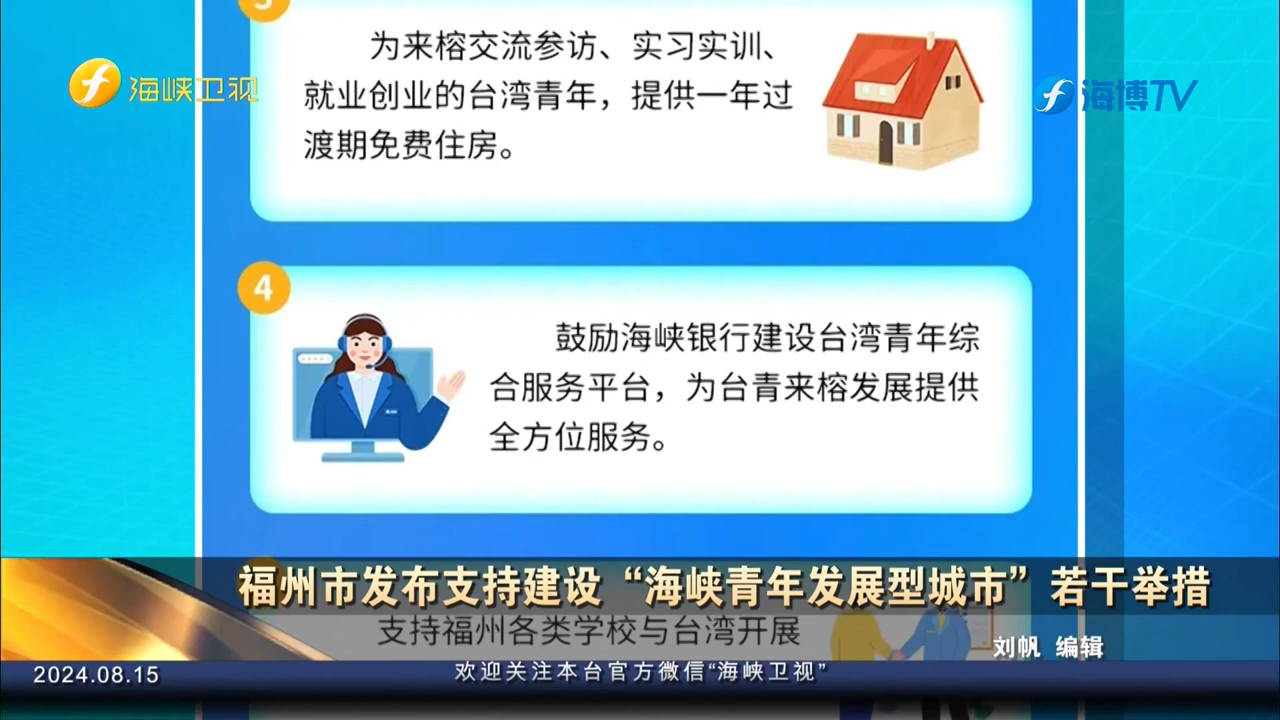 3
为来榕交流参访、实习实训、
就业创业的台湾青年，提供一年过
渡期免费住房。
海峡卫视
海博TV
4
鼓励海峡银行建设台湾青年综
合服务平台，为台青来榕发展提供
全方位服务。
福州市发布支持建设“海峡青年发展型城市”若干举措
支持福州各类学校与台湾开展
刘帆 编辑
2024.08.15
欢迎关注本台官方微信“海峡卫视”